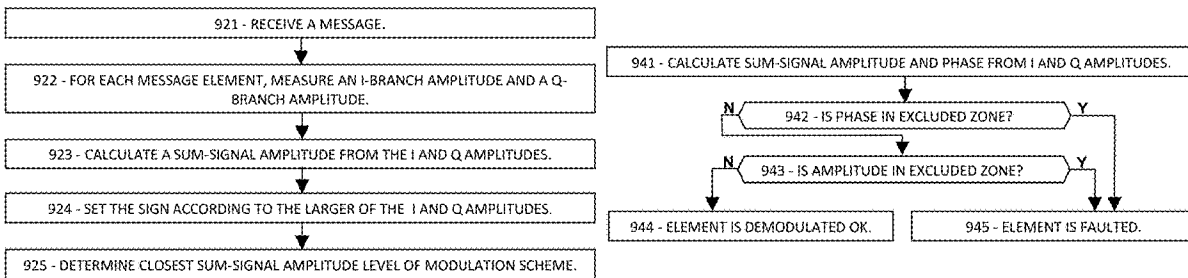 921 - RECEIVE A MESSAGE.
922 - FOR EACH MESSAGE ELEMENT, MEASURE AN I-BRANCH AMPLITUDE AND A Q-
BRANCH AMPLITUDE.
923 - CALCULATE A SUM-SIGNAL AMPLITUDE FROM THE I AND Q AMPLITUDES.
924 - SET THE SIGN ACCORDING TO THE LARGER OF THE I AND Q AMPLITUDES.
925 - DETERMINE CLOSEST SUM-SIGNAL AMPLITUDE LEVEL OF MODULATION SCHEME.
941 - CALCULATE SUM-SIGNAL AMPLITUDE AND PHASE FROM I AND Q AMPLITUDES.
N
942 - IS PHASE IN EXCLUDED ZONE?
Y
N
943 - IS AMPLITUDE IN EXCLUDED ZONE?
Y
944 - ELEMENT IS DEMODULATED OK.
945 - ELEMENT IS FAULTED.